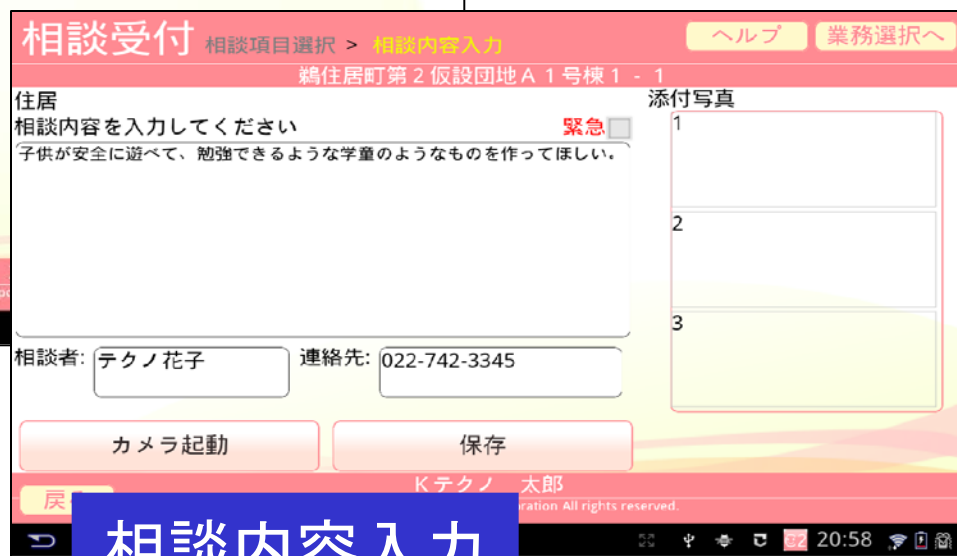 相談受付 相談項目選択 > 相談内容入力
ヘルプ 業務選択へ
鵜住居町第２仮設団地Ａ１号棟１‐１
住居
添付写真
相談内容を入力してください 緊急
子供が安全に遊べて、勉強できるような学童のようなものを作ってほしい。
1
2
3
相談者: テクノ花子 連絡先: 022-742-3345
カメラ起動 保存
Ｋテクノ 太郎
戻
ration All rights reserved.
相談内容入力
20:58